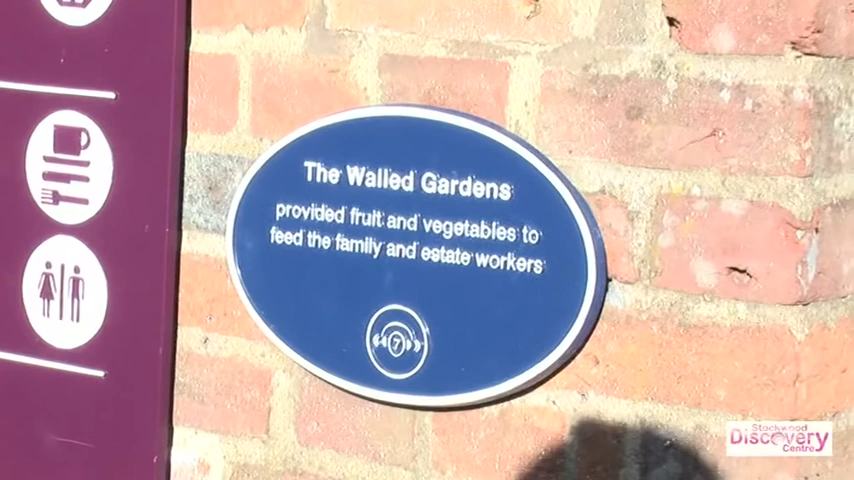 The Walled Gardens
provided fruit and vegetables to
feed the family and estate workers
7
Stockwood
Discovery
Centre